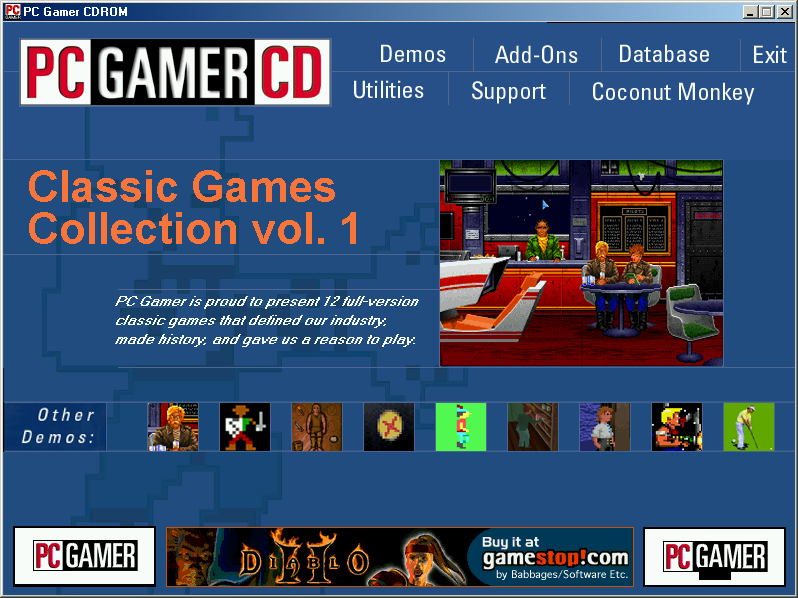 PC Gamer CDROM
PC GAMER CD
Demos Add-Ons Database Exit
Utilities Support Coconut Monkey
Classic Games
Collection vol. 1
PILOTS
PC Gamer is proud to present 12 full-version
classic games that defined our industry,
made history, and gave us a reason to play.
Other
Demos:
PC GAMER
DIABLO II
Buy it at
gamestop!com
by Babbages/Software Etc.
PC GAMER